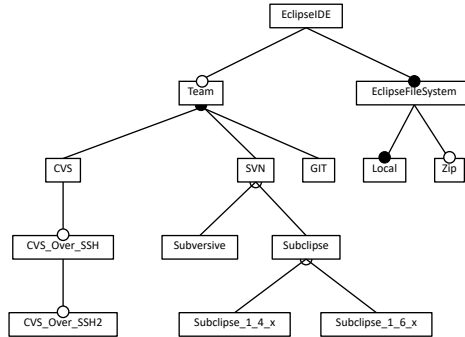 EclipseIDE
Team
EclipseFileSystem
CVS
SVN
GIT
Local
Zip
CVS_Over_SSH
Subversive
Subclipse
CVS_Over_SSH2
Subclipse_1_4_x
Subclipse_1_6_x